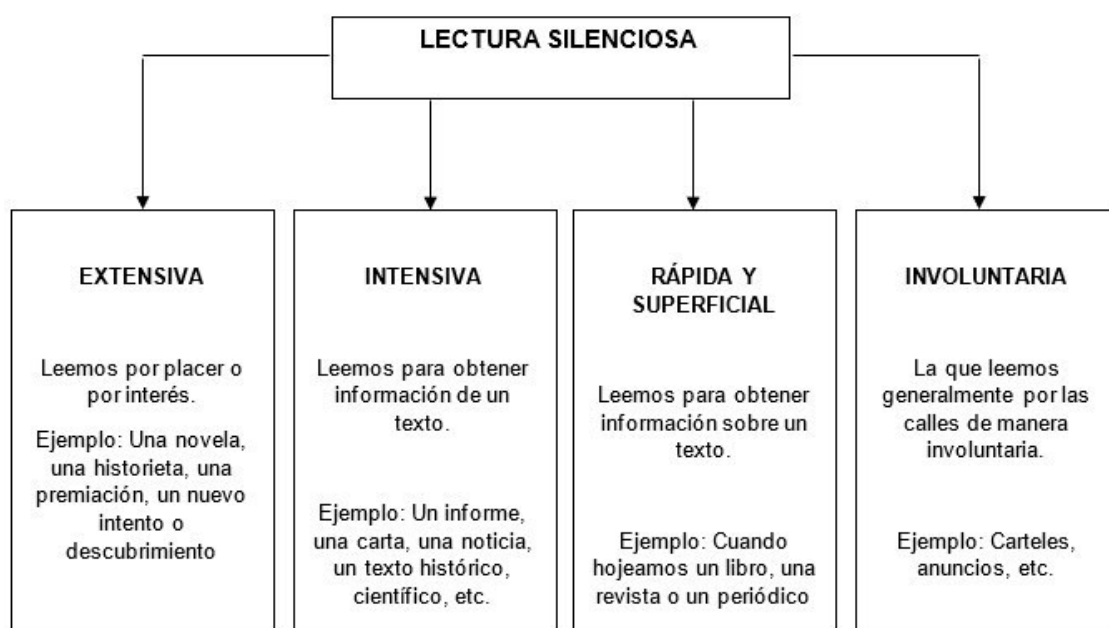 LECTURA SILENCIOSA
EXTENSIVA
Leemos por placer o
por interés.
Ejemplo: Una novela,
una historieta, una
premiación, un nuevo
intento o
descubrimiento
INTENSIVA
Leemos para obtener
información de un
texto.
Ejemplo: Un informe,
una carta, una noticia,
un texto histórico,
científico, etc.
RÁPIDA Y
SUPERFICIAL
Leemos para obtener
información sobre un
texto.
Ejemplo: Cuando
hojeamos un libro, una
revista o un periódico
INVOLUNTARIA
La que leemos
generalmente por las
calles de manera
involuntaria.
Ejemplo: Carteles,
anuncios, etc.